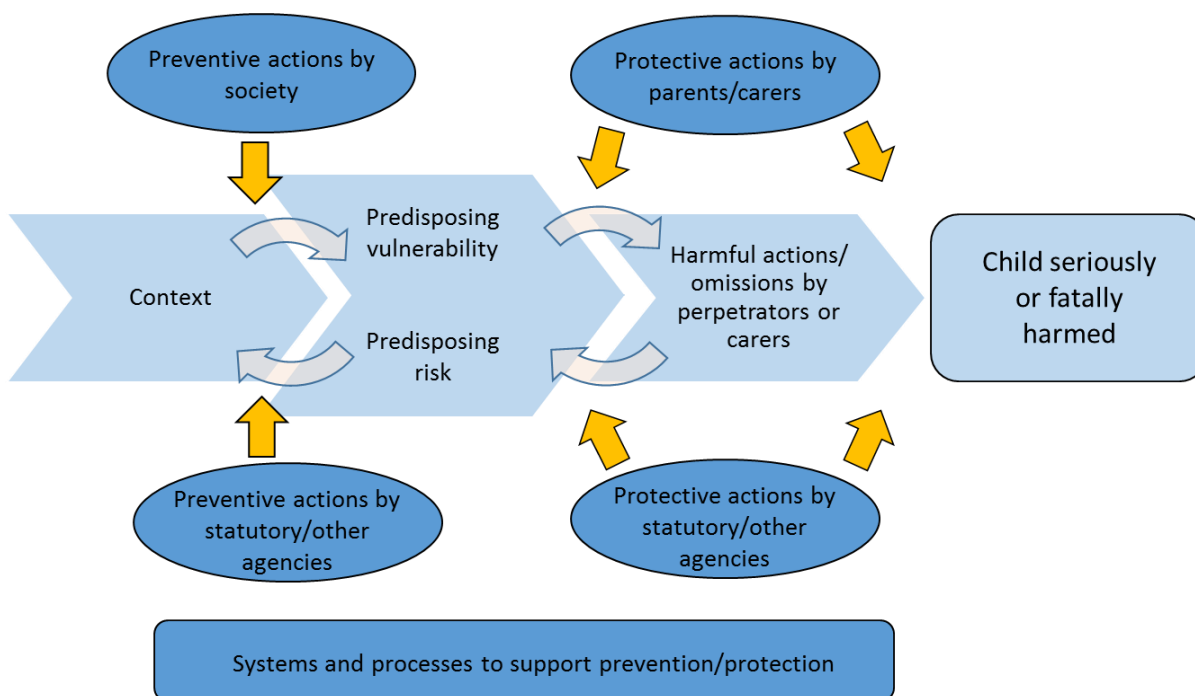 Preventive actions by
society
Protective actions by
parents/carers
Context
Predisposing
vulnerability
Predisposing
risk
Harmful actions/
omissions by
perpetrators or
carers
Child seriously
or fatally
harmed
Preventive actions by
statutory/other
agencies
Protective actions by
statutory/other
agencies
Systems and processes to support prevention/protection